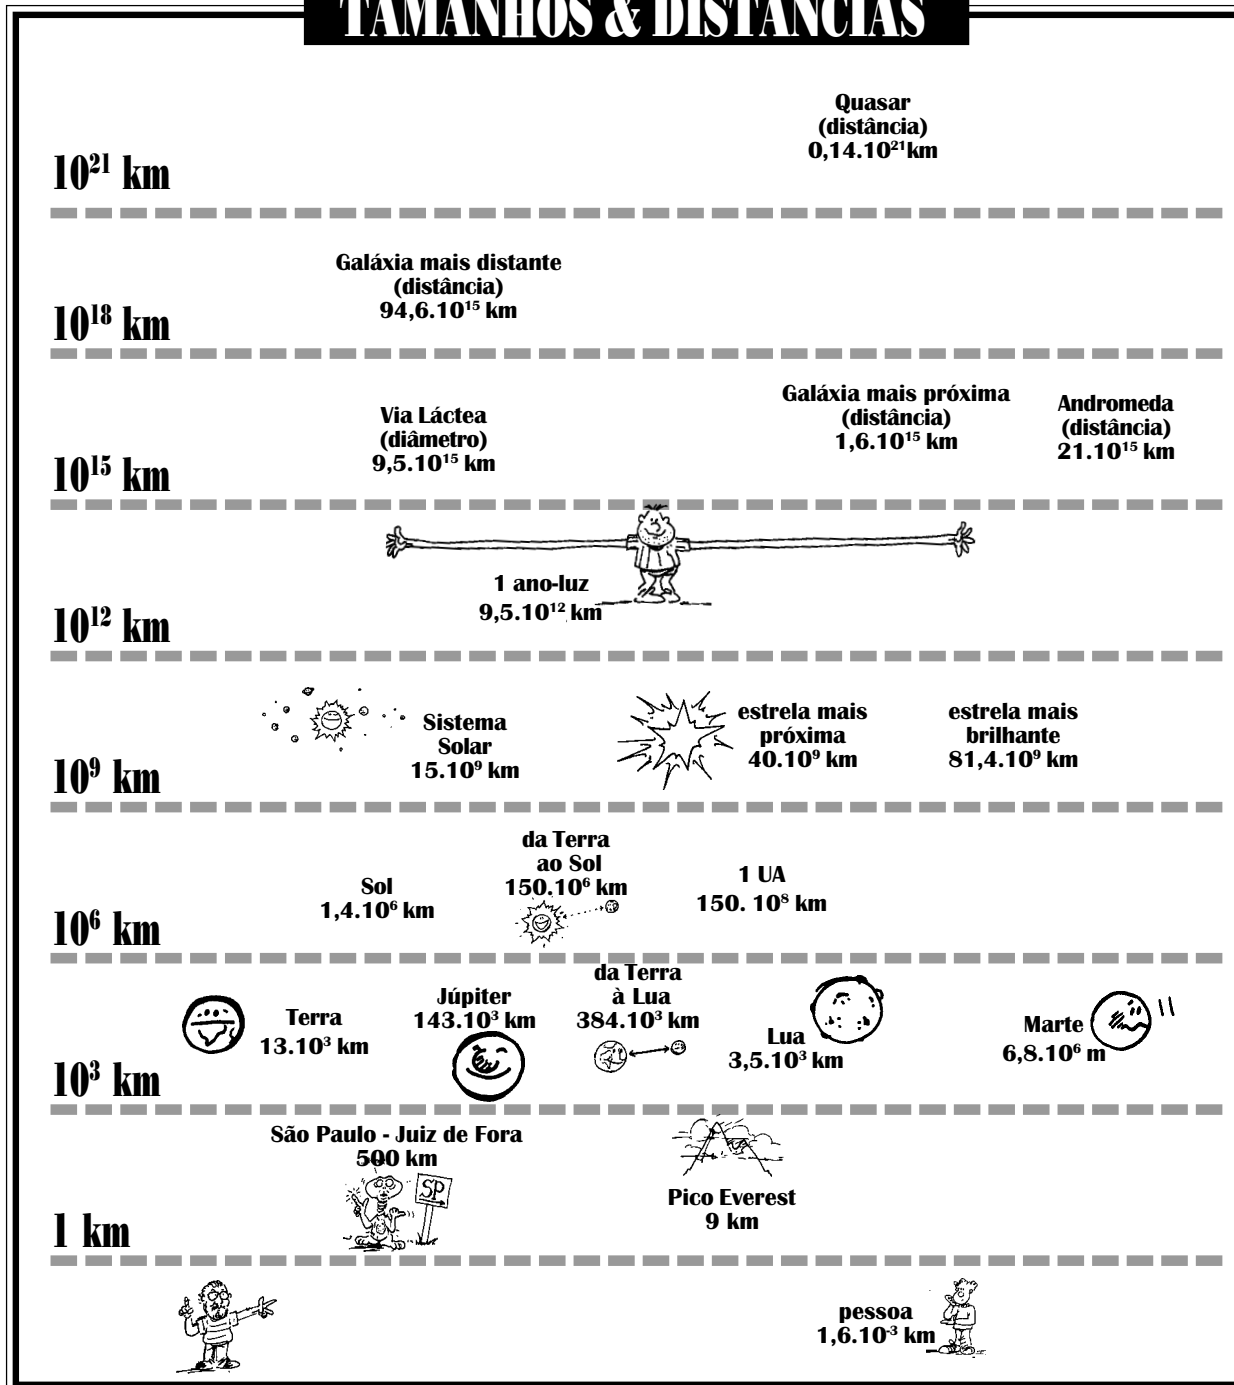 TAMANHOS & DISTÂNCIAS
Quasar
(distância)
0,14.10²¹km
10²¹ km
Galáxia mais distante
(distância)
94,6.10¹⁵ km
10¹⁸ km
Via Láctea
(diâmetro)
9,5.10¹⁵ km
Galáxia mais próxima
(distância)
1,6.10¹⁵ km
Andromeda
(distância)
21.10¹⁵ km
10¹⁵ km
1 ano-luz
9,5.10¹² km
10¹² km
Sistema
Solar
15.10⁹ km
estrela mais
próxima
40.10⁹ km
estrela mais
brilhante
81,4.10⁹ km
10⁹ km
Sol
1,4.10⁶ km
da Terra
ao Sol
150.10⁶ km
1 UA
150. 10⁸ km
10⁶ km
Terra
13.10³ km
Júpiter
143.10³ km
da Terra
à Lua
384.10³ km
Lua
3,5.10³ km
Marte
6,8.10⁶ m
10³ km
São Paulo - Juiz de Fora
500 km
SP
Pico Everest
9 km
1 km
pessoa
1,6.10⁻³ km